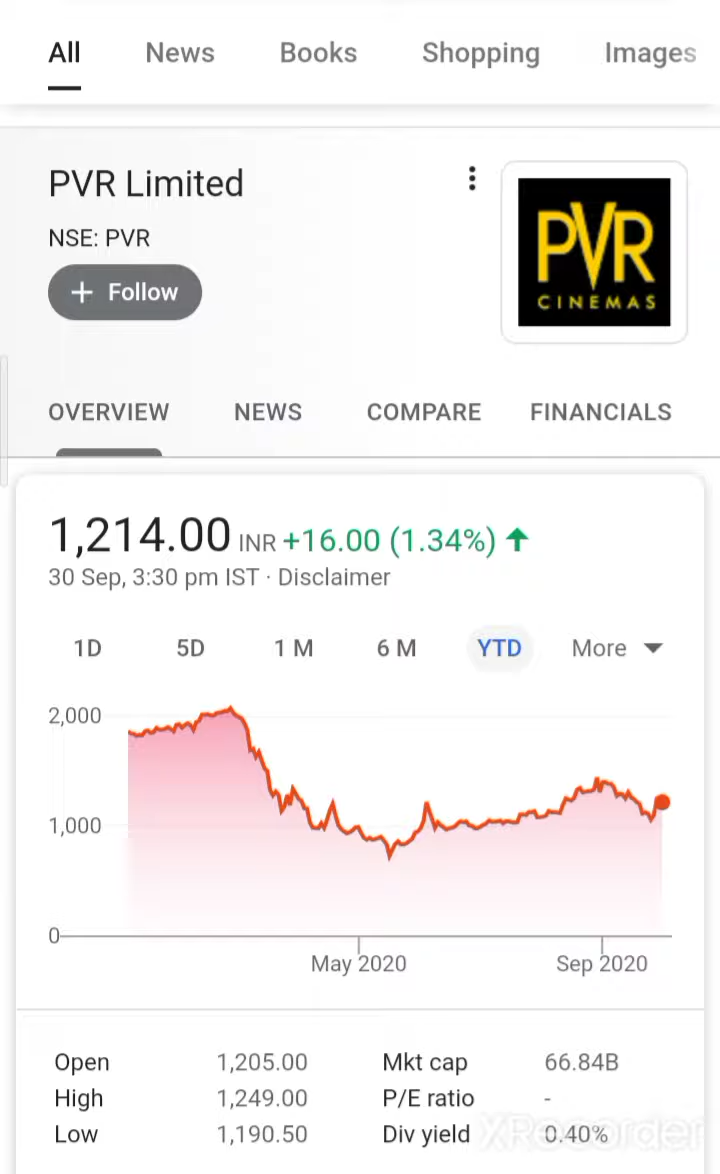 All News Books Shopping Images
PVR Limited
NSE: PVR
+ Follow
PVR
CINEMAS
OVERVIEW NEWS COMPARE FINANCIALS
1,214.00 INR +16.00 (1.34%) ↑
30 Sep, 3:30 pm IST · Disclaimer
1D 5D 1 M 6 M YTD More
2,000
1,000
0
May 2020 Sep 2020
Open 1,205.00 Mkt cap 66.84B
High 1,249.00 P/E ratio -
Low 1,190.50 Div yield 0.40%
XRecorder